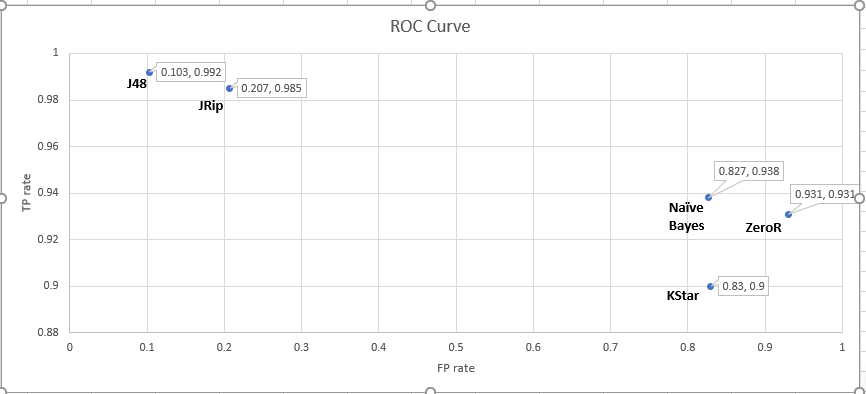 ROC Curve
1
0.98
0.96
0.94
0.92
0.9
0.88
TP rate
0.103, 0.992
J48
0.207, 0.985
JRip
0.827, 0.938
Naïve
Bayes
0.931, 0.931
ZeroR
0.83, 0.9
KStar
0 0.1 0.2 0.3 0.4 0.5 0.6 0.7 0.8 0.9 1
FP rate